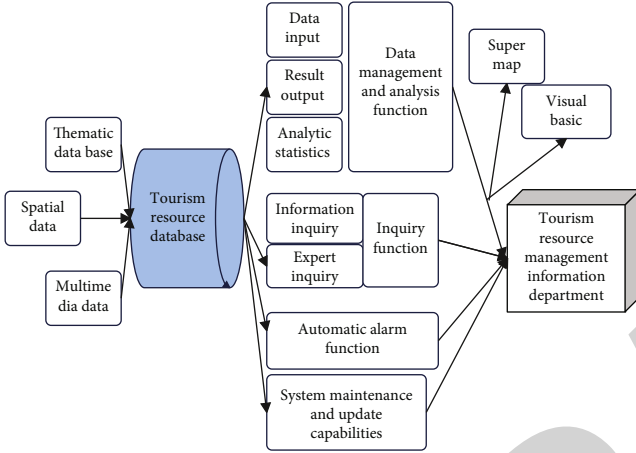 Data
input
Result
output
Analytic
statistics
Data
management
and analysis
function
Super
map
Visual
basic
Thematic
data base
Spatial
data
Multime
dia data
Tourism
resource
database
Information
inquiry
Expert
inquiry
Inquiry
function
Automatic alarm
function
System maintenance
and update
capabilities
Tourism
resource
management
information
department